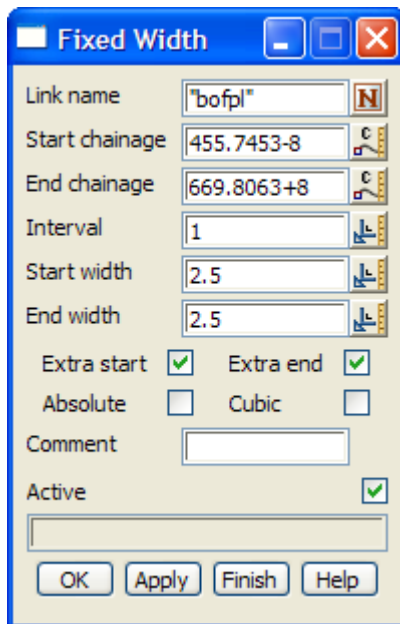 Fixed Width
Link name "bofpl" N
Start chainage 455.7453-8 C
End chainage 669.8063+8 C
Interval 1
Start width 2.5
End width 2.5
Extra start Extra end
Absolute Cubic
Comment
Active
OK Apply Finish Help